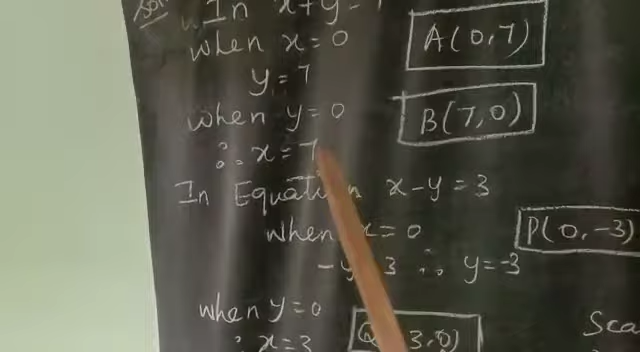 Soln. In x+y=7
when x=0 A(0,7)
y=7
when y=0 B(7,0)
∴ x=7
In Equation x-y=3
when x=0 P(0,-3)
-y=3 ∴ y=-3
when y=0
∴ x=3 Q(3,0)